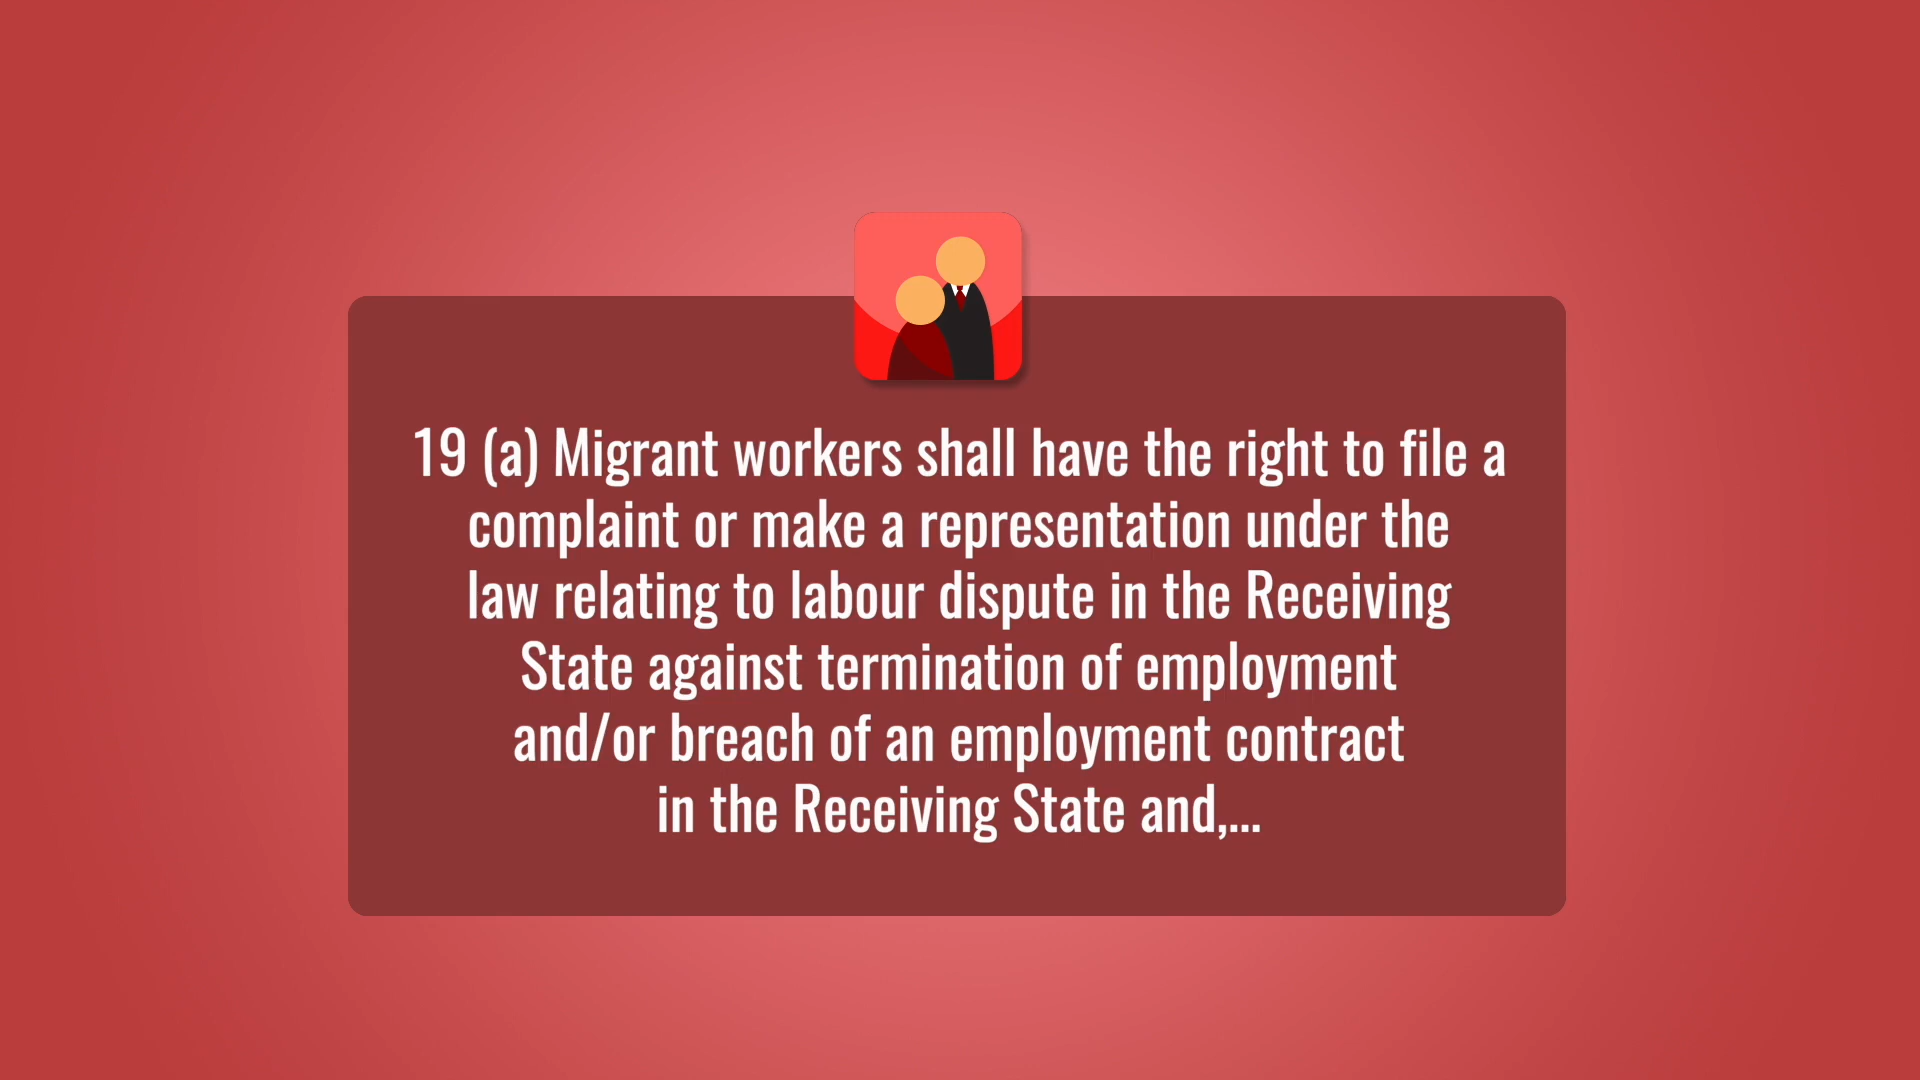 19 (a) Migrant workers shall have the right to file a
complaint or make a representation under the
law relating to labour dispute in the Receiving
State against termination of employment
and/or breach of an employment contract
in the Receiving State and,...